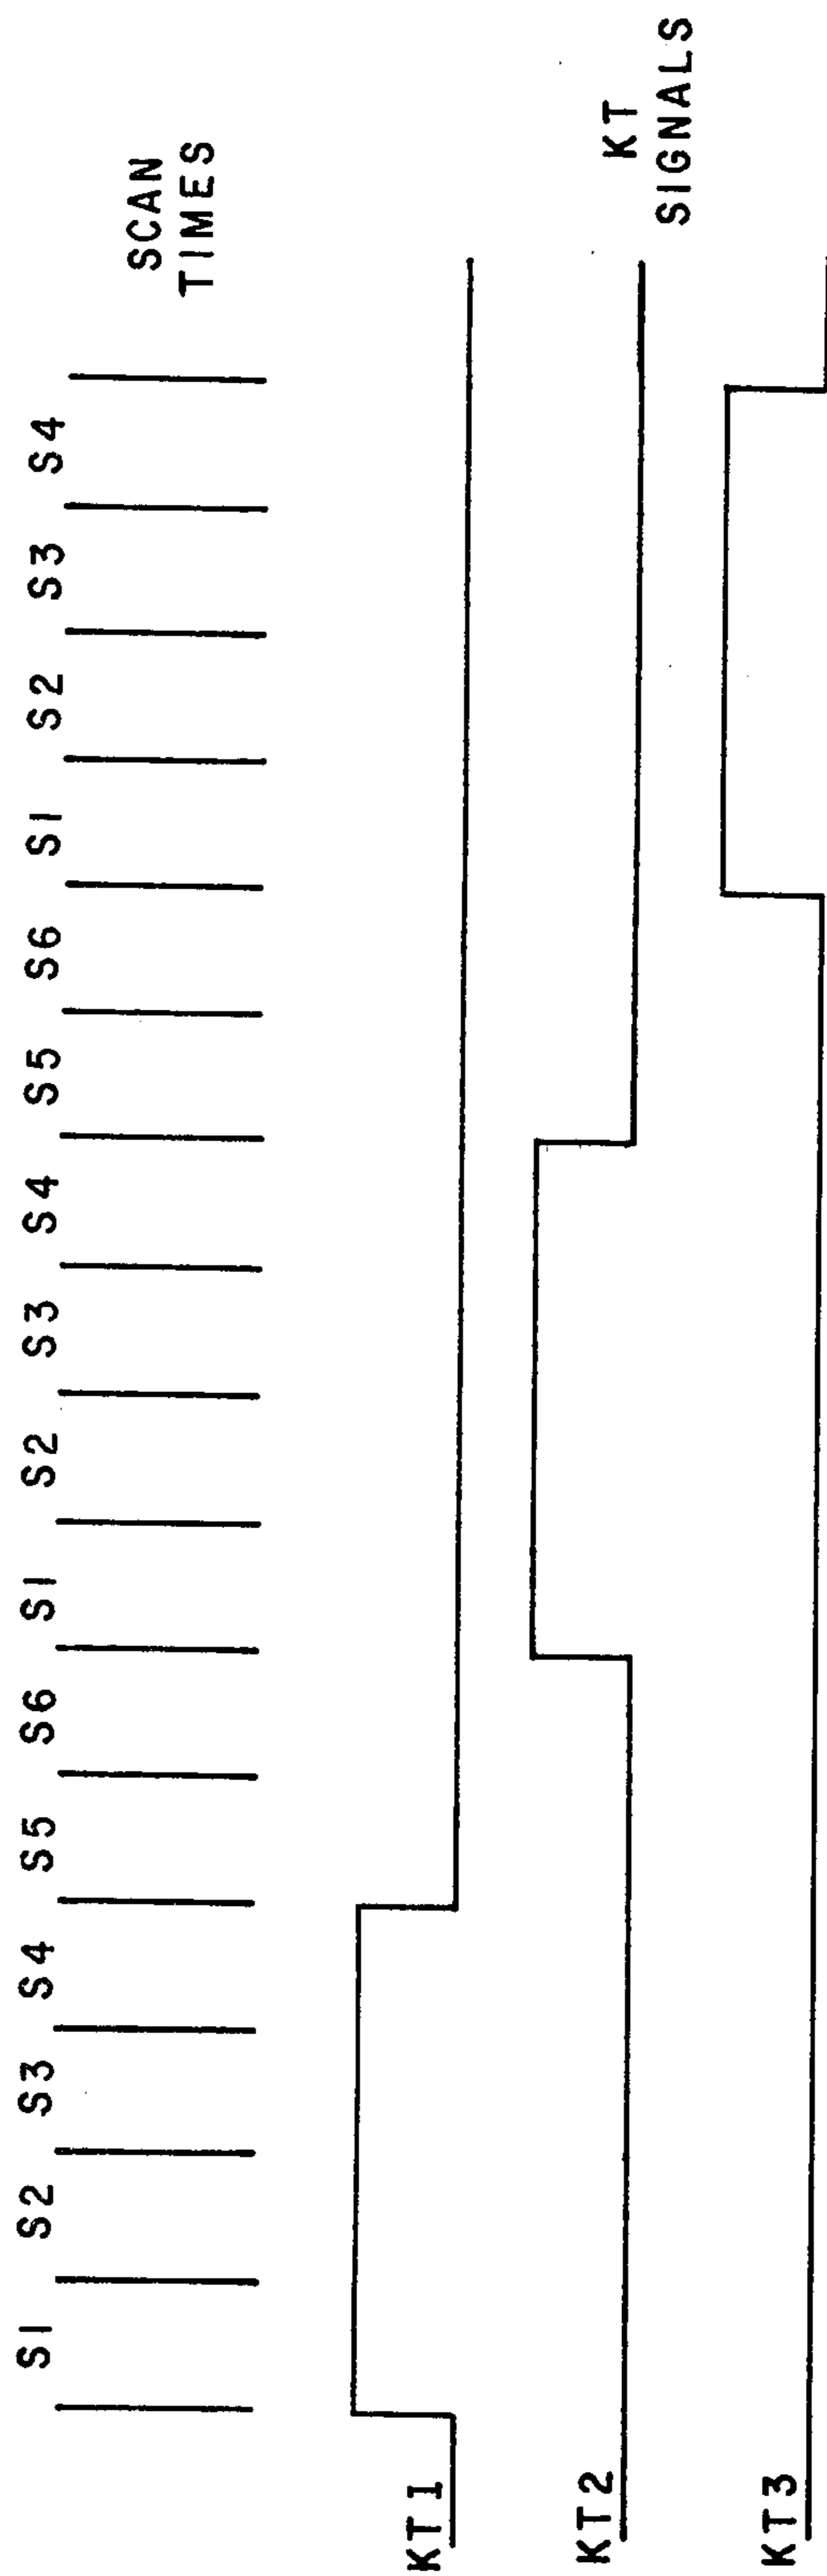 S1 S2 S3 S4 S5 S6 S1 S2 S3 S4 S5 S6 S1 S2 S3 S4
SCAN
TIMES
KT1
KT2
KT
SIGNALS
KT3